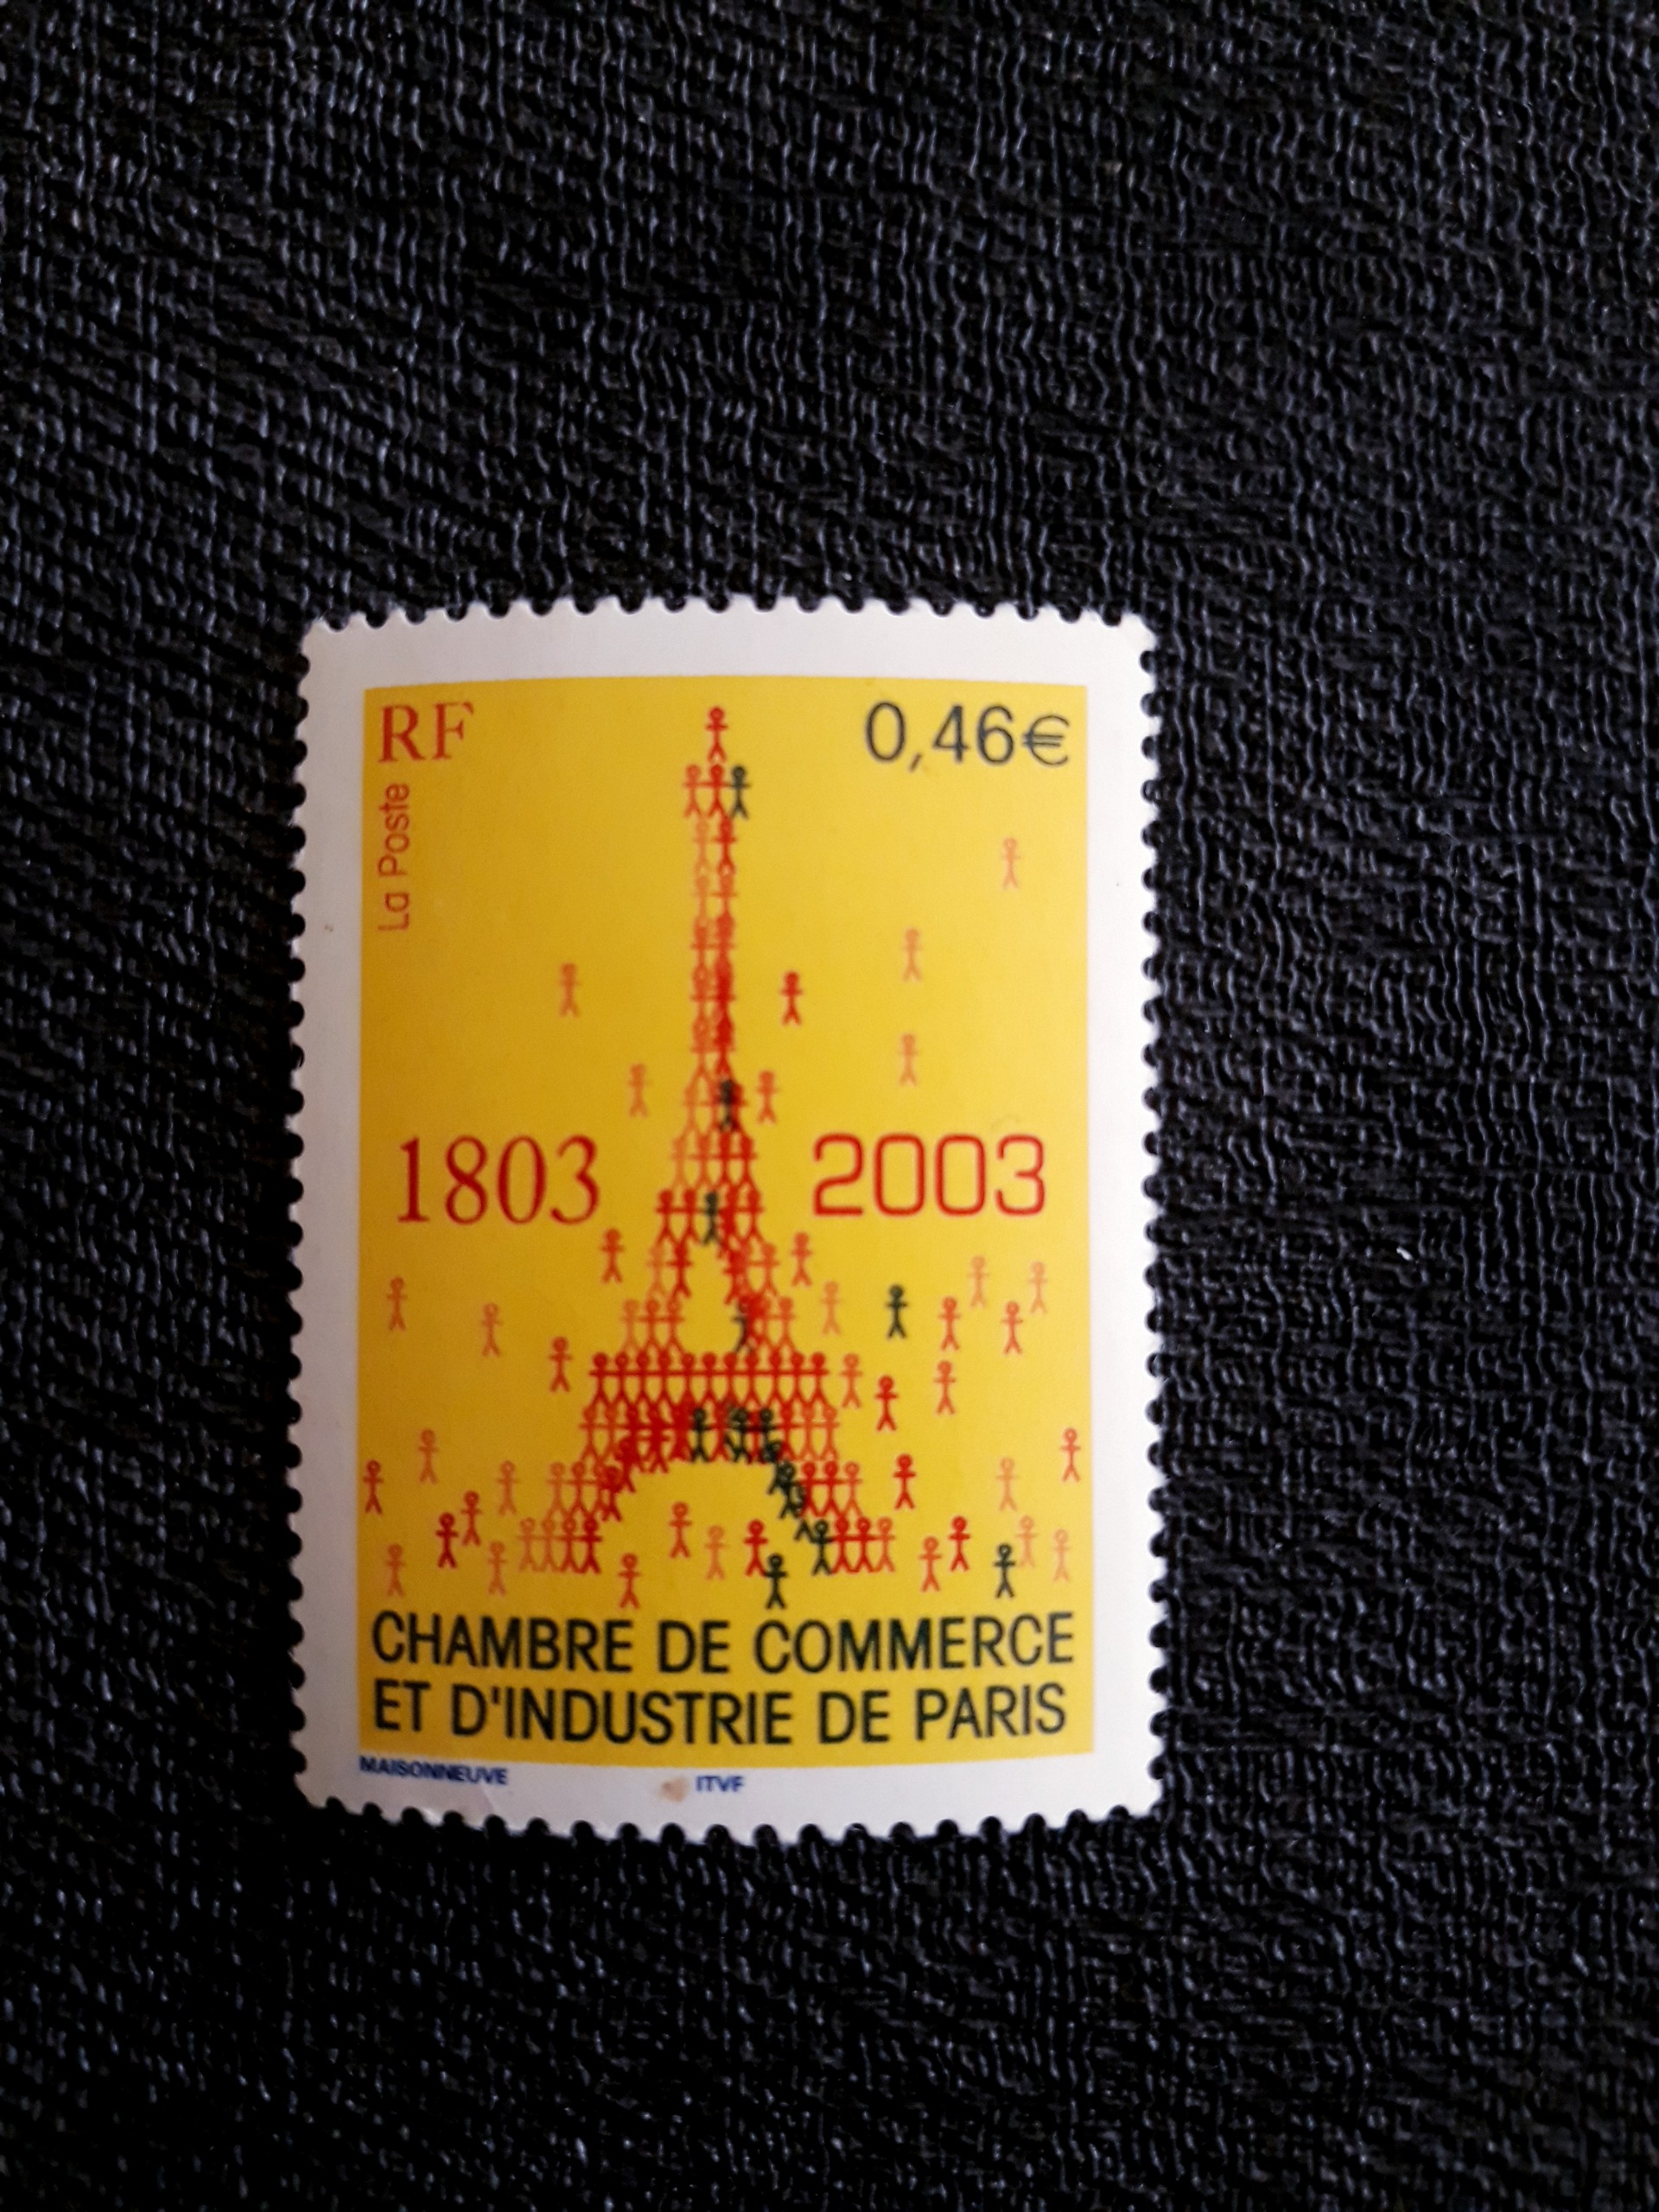 RF
0,46€
La Poste
1803
2003
CHAMBRE DE COMMERCE
ET D'INDUSTRIE DE PARIS
MAISONNEUVE
ITVF